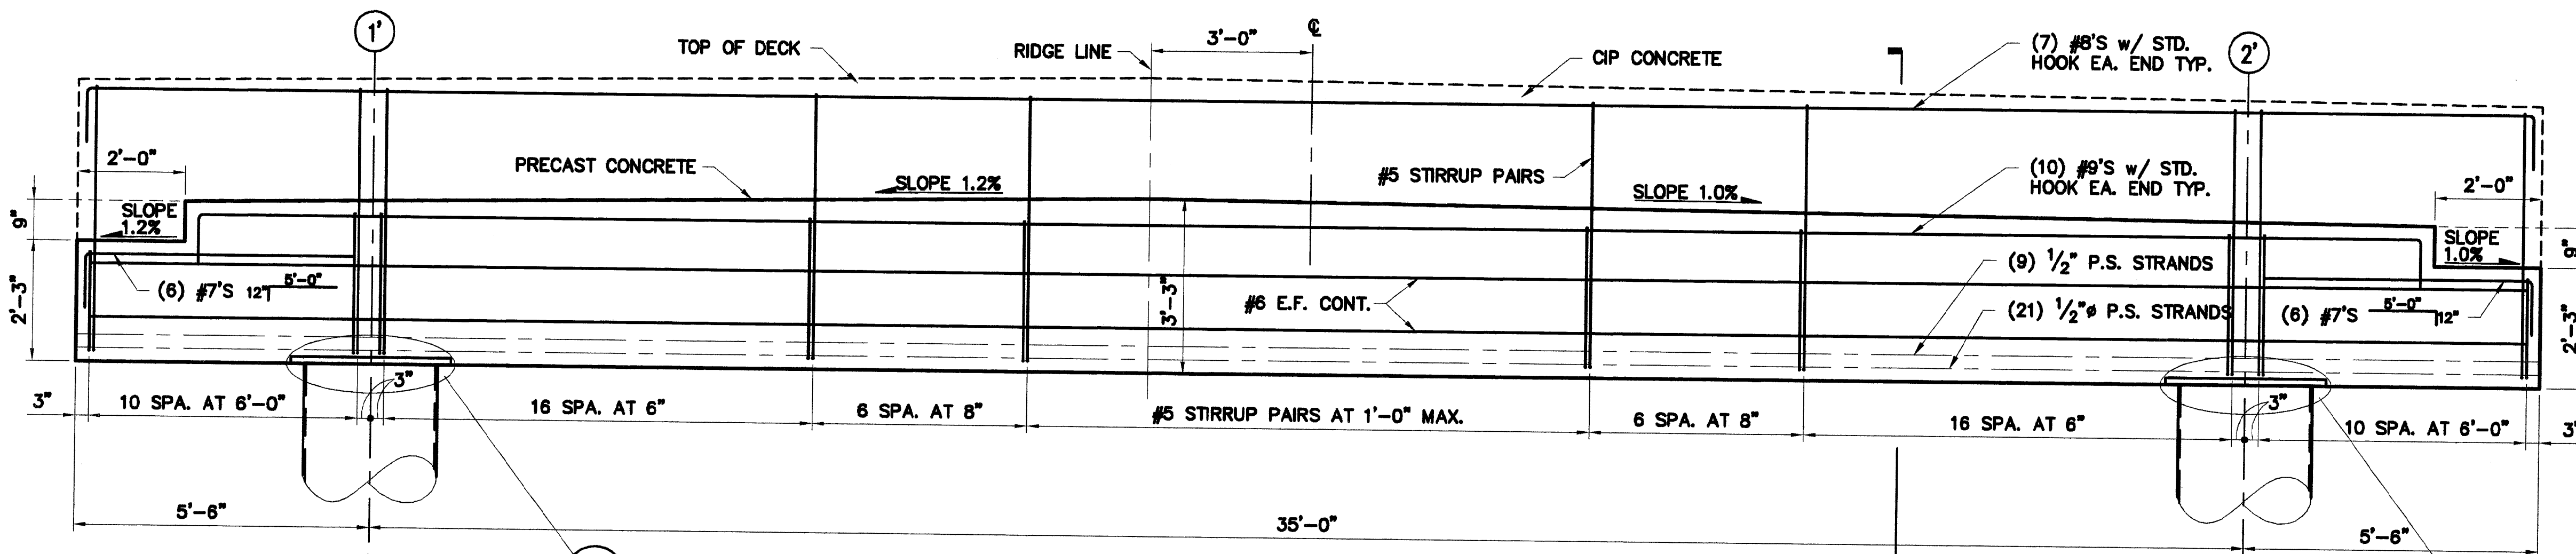 1'
TOP OF DECK
RIDGE LINE
3'-0"
℄
CIP CONCRETE
(7) #8'S w/ STD.
HOOK EA. END TYP.
2'
2'-0"
PRECAST CONCRETE
SLOPE 1.2%
#5 STIRRUP PAIRS
SLOPE 1.0%
(10) #9'S w/ STD.
HOOK EA. END TYP.
2'-0"
9"
SLOPE
1.2%
SLOPE
1.0%
9"
2'-3"
(6) #7'S 12" 5'-0"
3'-3"
#6 E.F. CONT.
(9) 1/2" P.S. STRANDS
(21) 1/2"ø P.S. STRANDS
(6) #7'S 5'-0" 12"
2'-3"
3"
10 SPA. AT 6'-0"
3"
16 SPA. AT 6"
6 SPA. AT 8"
#5 STIRRUP PAIRS AT 1'-0" MAX.
6 SPA. AT 8"
16 SPA. AT 6"
3"
10 SPA. AT 6'-0"
3"
5'-6"
35'-0"
5'-6"